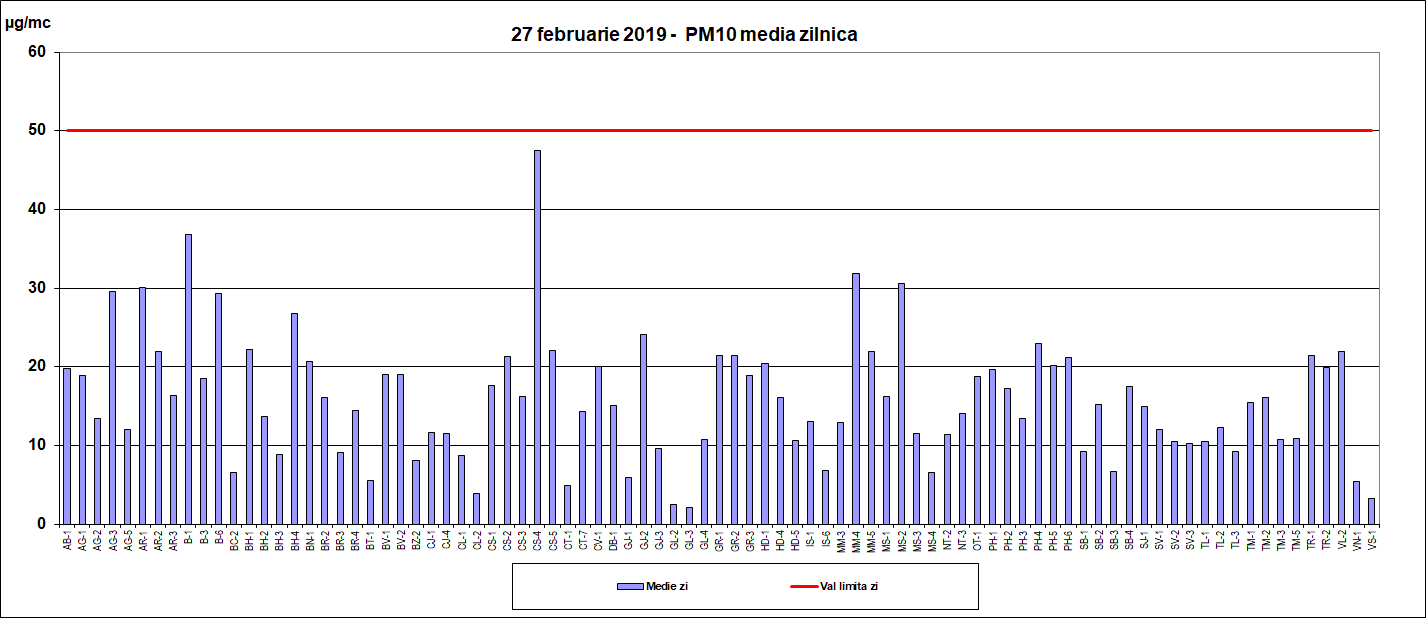 µg/mc
27 februarie 2019 - PM10 media zilnica
60
50
40
30
20
10
0
AB-1 AG-1 AG-2 AG-3 AG-5 AR-1 AR-2 AR-3 B-1 B-3 B-6 BC-2 BH-1 BH-2 BH-3 BH-4 BN-1 BR-2 BR-3 BR-4 BT-1 BV-1 BV-2 BZ-2 CJ-1 CJ-4 CL-1 CL-2 CS-1 CS-2 CS-3 CS-4 CS-5 CT-1 CT-7 CV-1 DB-1 GJ-1 GJ-2 GJ-3 GL-2 GL-3 GL-4 GR-1 GR-2 GR-3 HD-1 HD-4 HD-5 IS-1 IS-6 MM-3 MM-4 MM-5 MS-1 MS-2 MS-3 MS-4 NT-2 NT-3 OT-1 PH-1 PH-2 PH-3 PH-4 PH-5 PH-6 SB-1 SB-2 SB-3 SB-4 SJ-1 SV-1 SV-2 SV-3 TL-1 TL-2 TL-3 TM-1 TM-2 TM-3 TM-5 TR-1 TR-2 VL-2 VN-1 VS-1
Medie zi Val limita zi